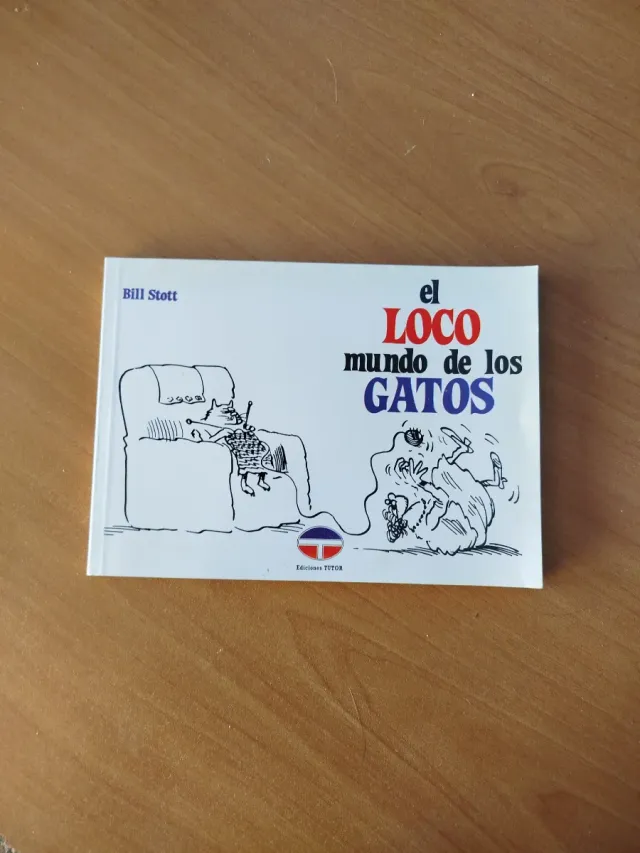 Bill Stott
el
LOCO
mundo de los
GATOS
Ediciones TUTOR